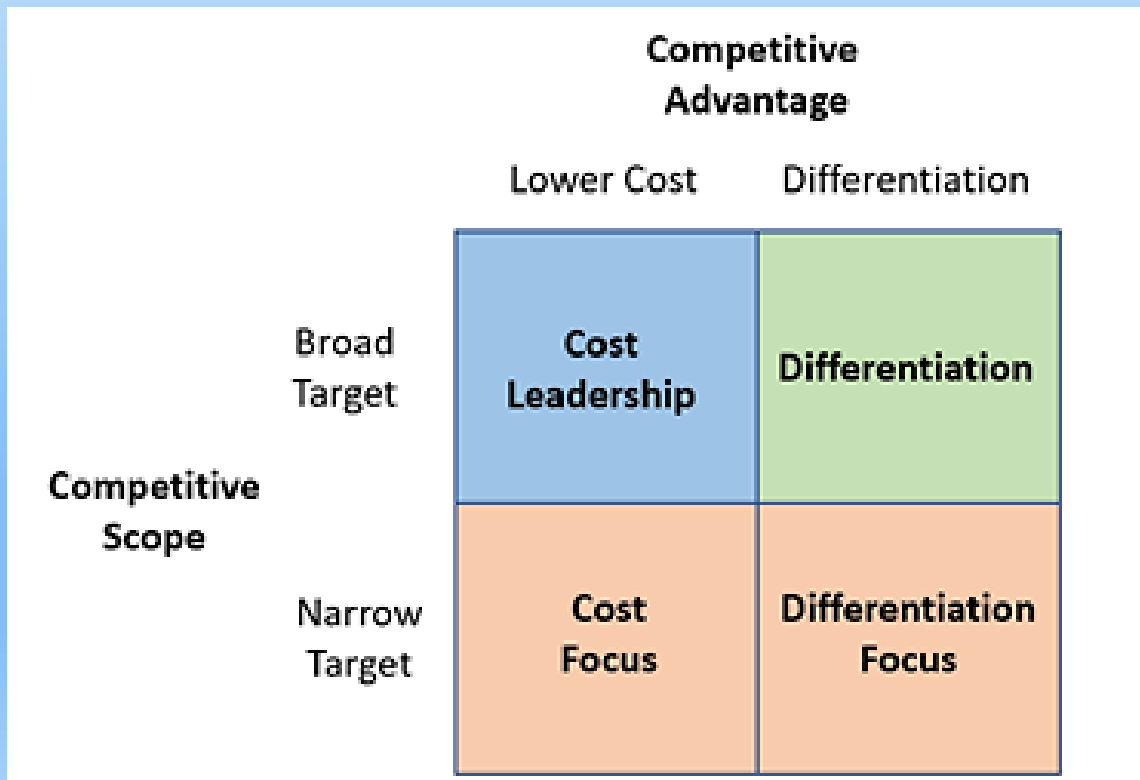 Competitive
Advantage
Lower Cost
Differentiation
Broad
Target
Cost
Leadership
Differentiation
Competitive
Scope
Narrow
Target
Cost
Focus
Differentiation
Focus